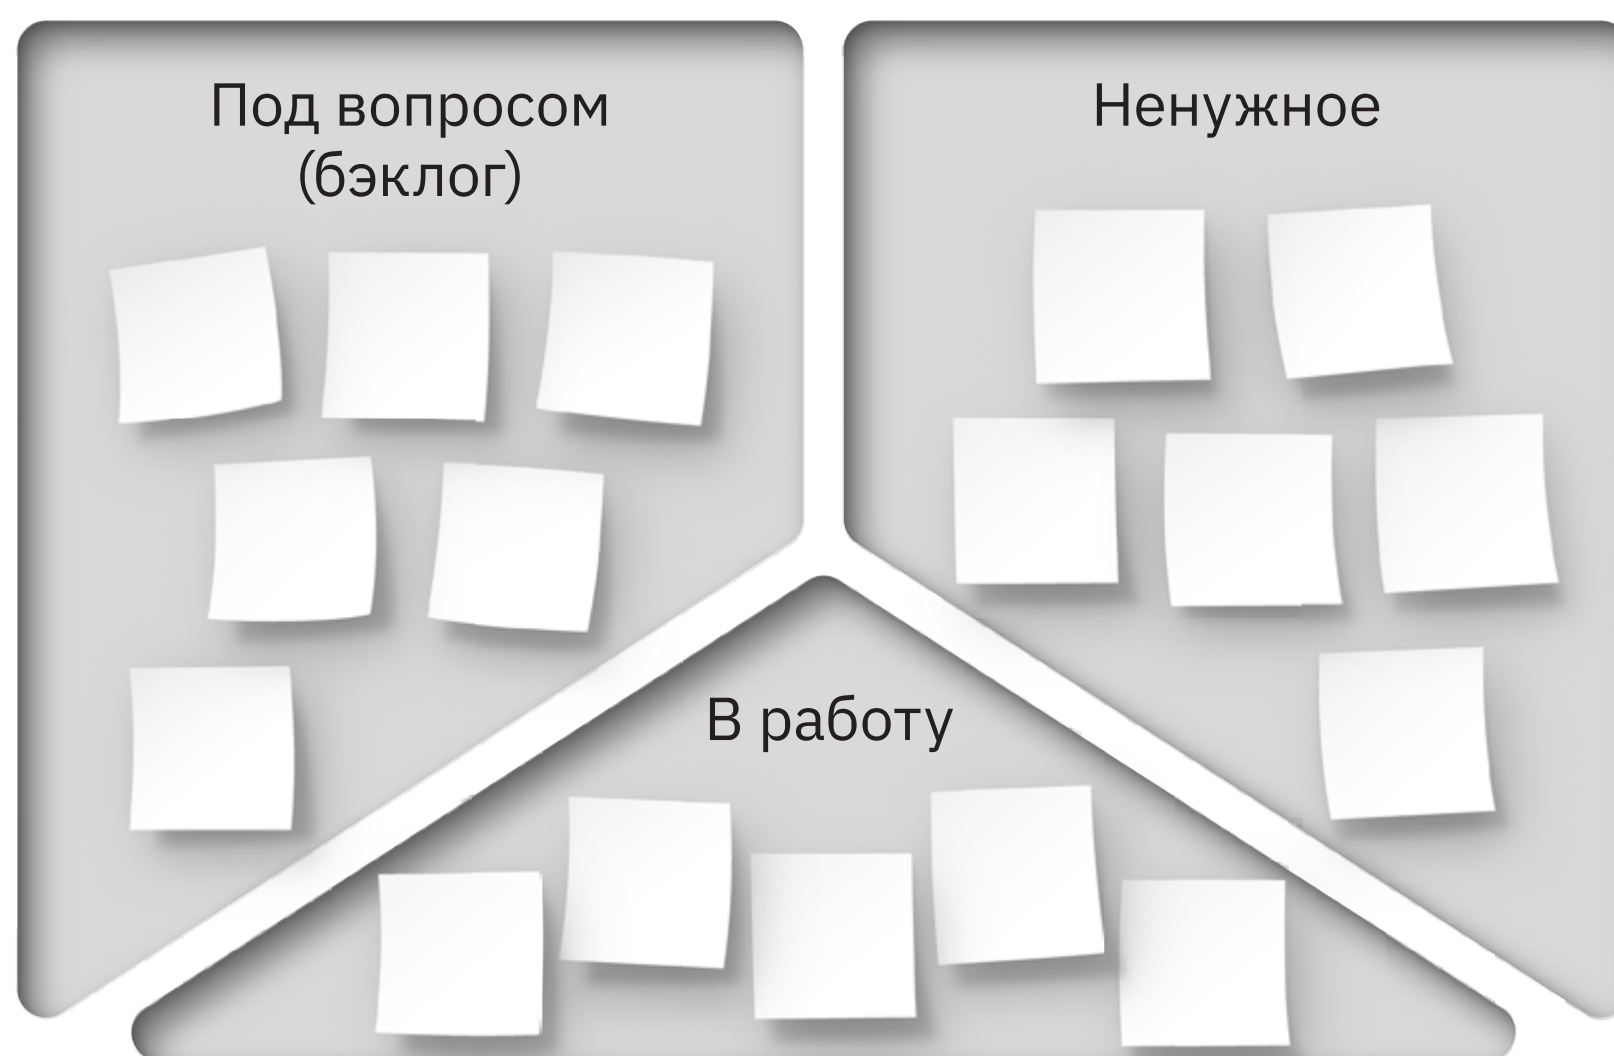 Под вопросом
(бэклог)
Ненужное
В работу